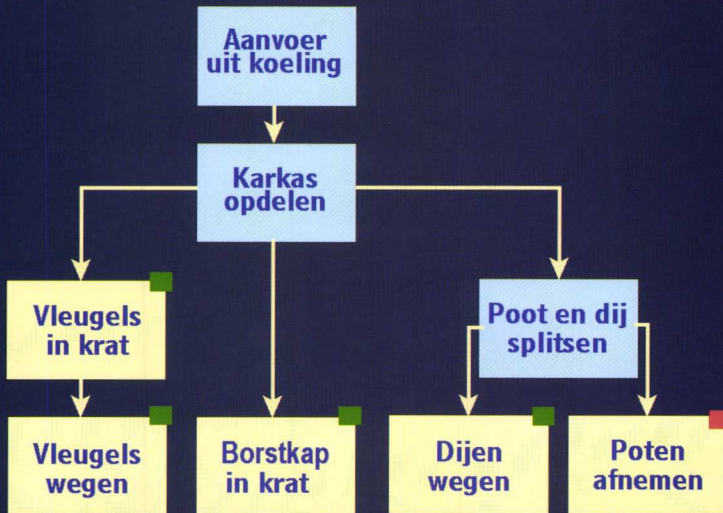 Aanvoer
uit koeling
Karkas
opdelen
Vleugels
in krat
Poot en dij
splitsen
Vleugels
wegen
Borstkap
in krat
Dijen
wegen
Poten
afnemen